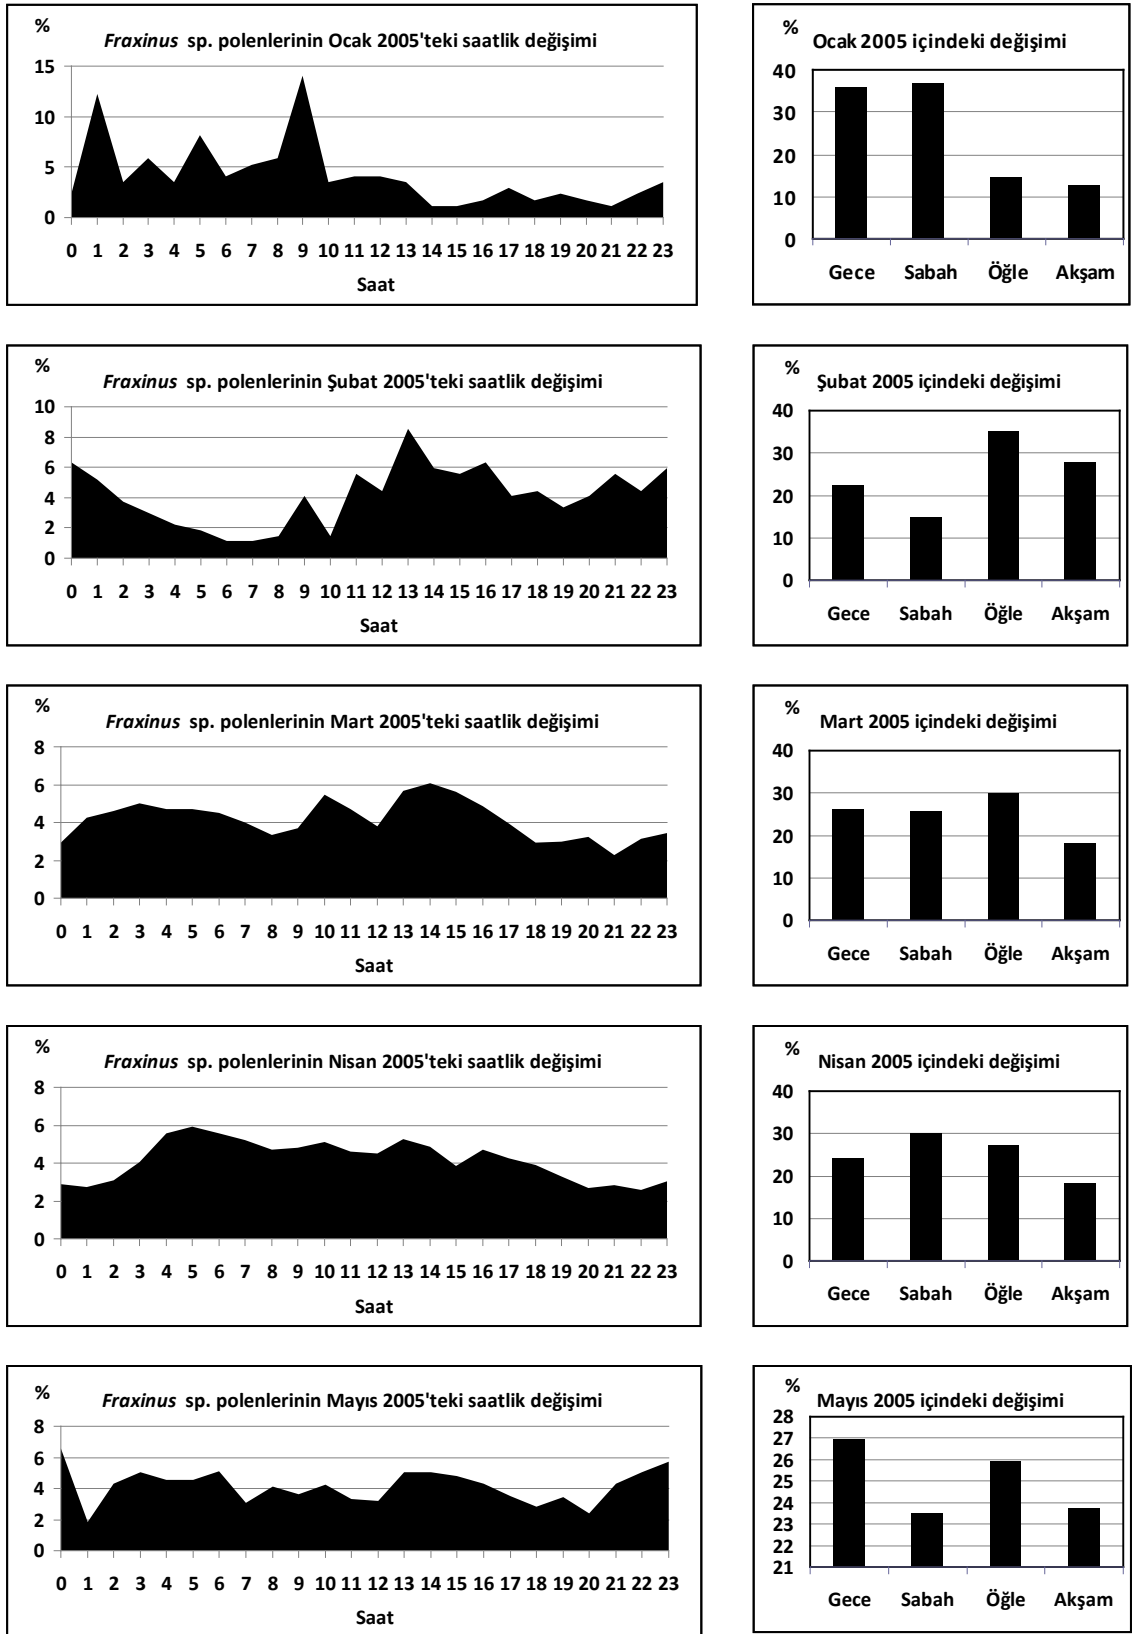 %
Fraxinus sp. polenlerinin Ocak 2005'teki saatlik değişimi
15
10
5
0
0 1 2 3 4 5 6 7 8 9 10 11 12 13 14 15 16 17 18 19 20 21 22 23
Saat
%
Ocak 2005 içindeki değişimi
40
30
20
10
0
Gece Sabah Öğle Akşam
%
Fraxinus sp. polenlerinin Şubat 2005'teki saatlik değişimi
10
8
6
4
2
0
0 1 2 3 4 5 6 7 8 9 10 11 12 13 14 15 16 17 18 19 20 21 22 23
Saat
%
Şubat 2005 içindeki değişimi
40
30
20
10
0
Gece Sabah Öğle Akşam
%
Fraxinus sp. polenlerinin Mart 2005'teki saatlik değişimi
8
6
4
2
0
0 1 2 3 4 5 6 7 8 9 10 11 12 13 14 15 16 17 18 19 20 21 22 23
Saat
%
Mart 2005 içindeki değişimi
40
30
20
10
0
Gece Sabah Öğle Akşam
%
Fraxinus sp. polenlerinin Nisan 2005'teki saatlik değişimi
8
6
4
2
0
0 1 2 3 4 5 6 7 8 9 10 11 12 13 14 15 16 17 18 19 20 21 22 23
Saat
%
Nisan 2005 içindeki değişimi
40
30
20
10
0
Gece Sabah Öğle Akşam
%
Fraxinus sp. polenlerinin Mayıs 2005'teki saatlik değişimi
8
6
4
2
0
0 1 2 3 4 5 6 7 8 9 10 11 12 13 14 15 16 17 18 19 20 21 22 23
Saat
%
Mayıs 2005 içindeki değişimi
28
27
26
25
24
23
22
21
Gece Sabah Öğle Akşam